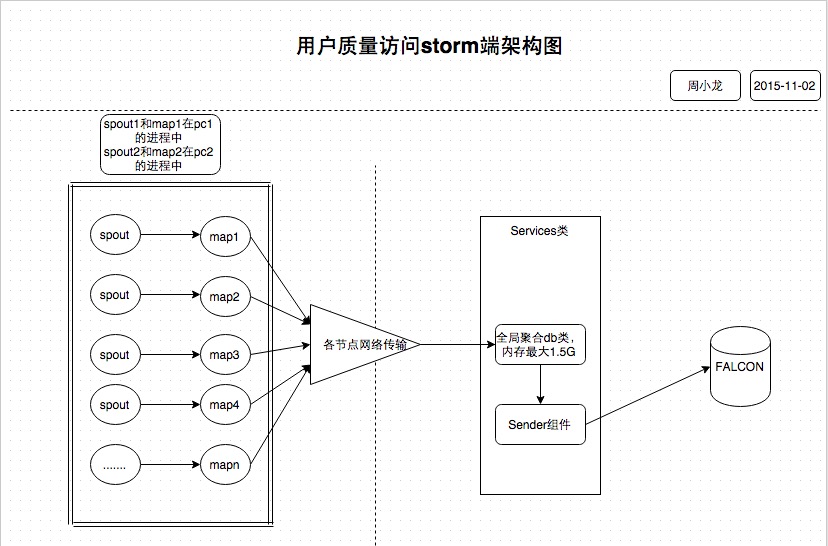 用户质量访问storm端架构图
周小龙
2015-11-02
spout1和map1在pc1
的进程中
spout2和map2在pc2
的进程中
spout
map1
spout
map2
spout
map3
spout
map4
.......
mapn
各节点网络传输
Services类
全局聚合db类，
内存最大1.5G
Sender组件
FALCON